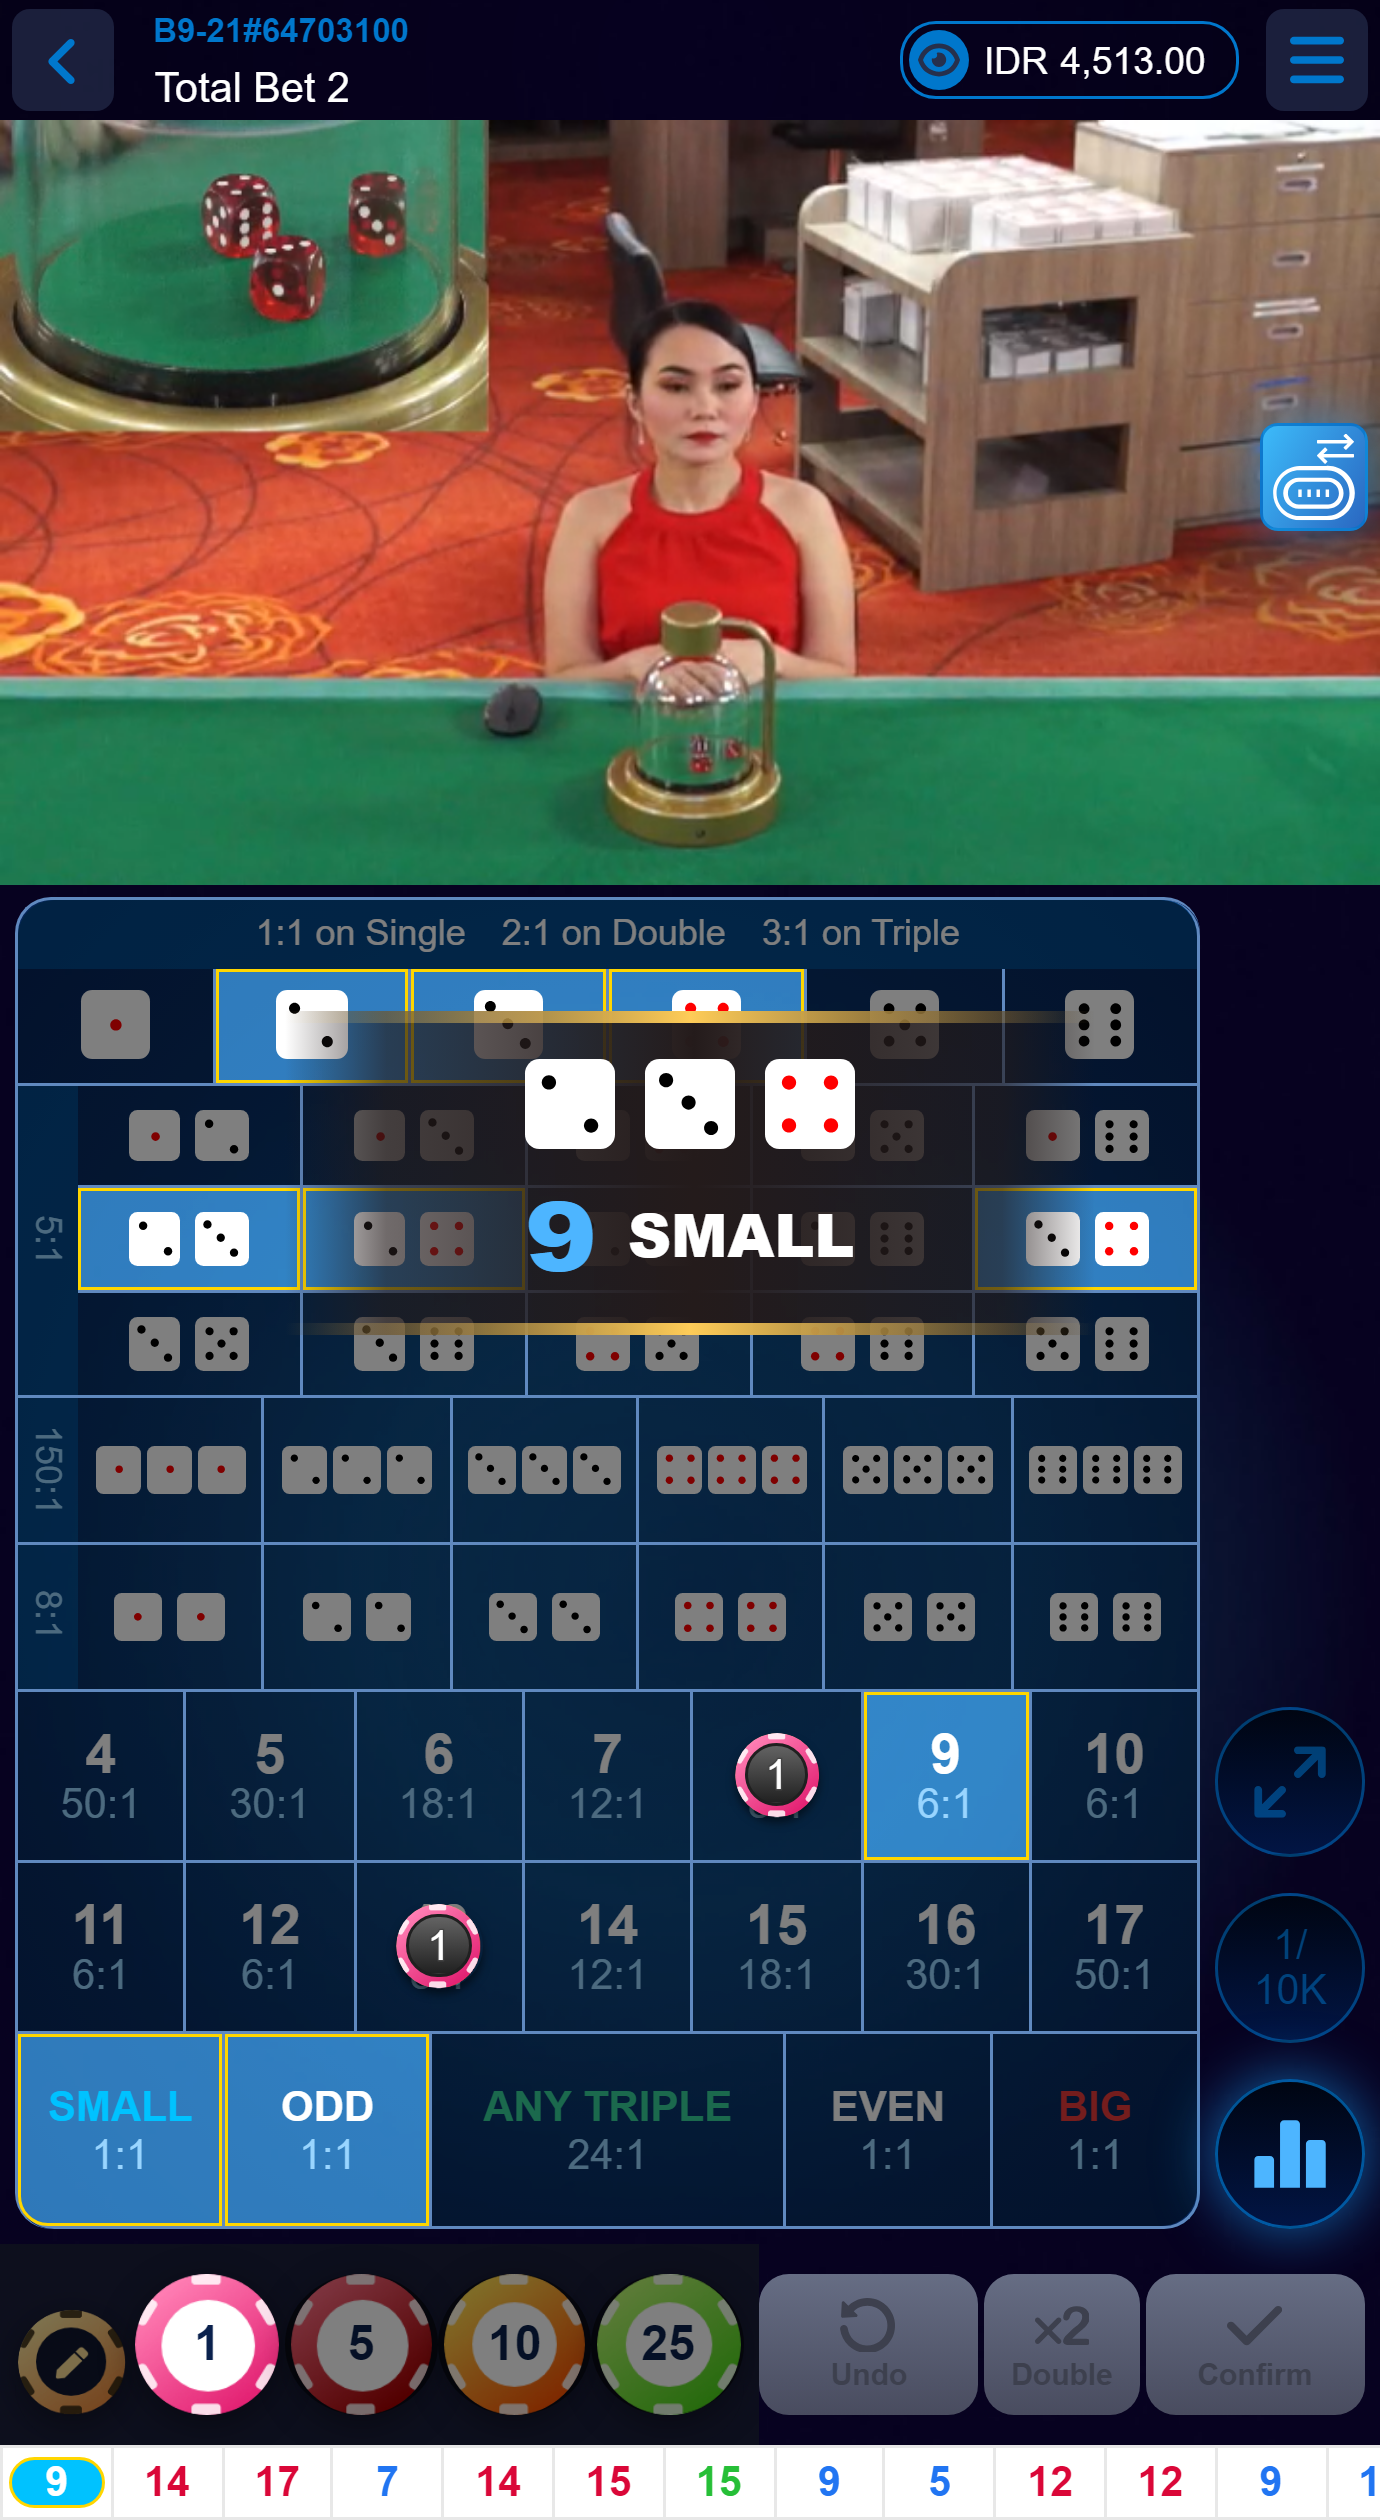 B9-21#64703100
Total Bet 2
IDR 4,513.00
1:1 on Single 2:1 on Double 3:1 on Triple
9 SMALL
5:1
150:1
8:1
4 5 6 7 1 9 10
50:1 30:1 18:1 12:1 6:1 6:1
11 12 1 14 15 16 17
6:1 6:1 12:1 18:1 30:1 50:1
1/
10K
SMALL ODD ANY TRIPLE EVEN BIG
1:1 1:1 24:1 1:1 1:1
1 5 10 25
x2
Undo Double Confirm
9 14 17 7 14 15 15 9 5 12 12 9